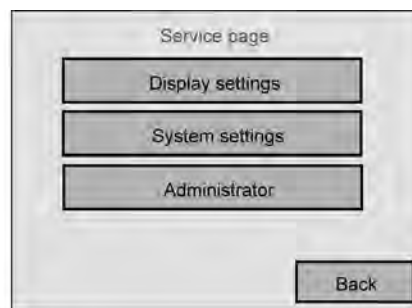 Service page
Display settings
System settings
Administrator
Back